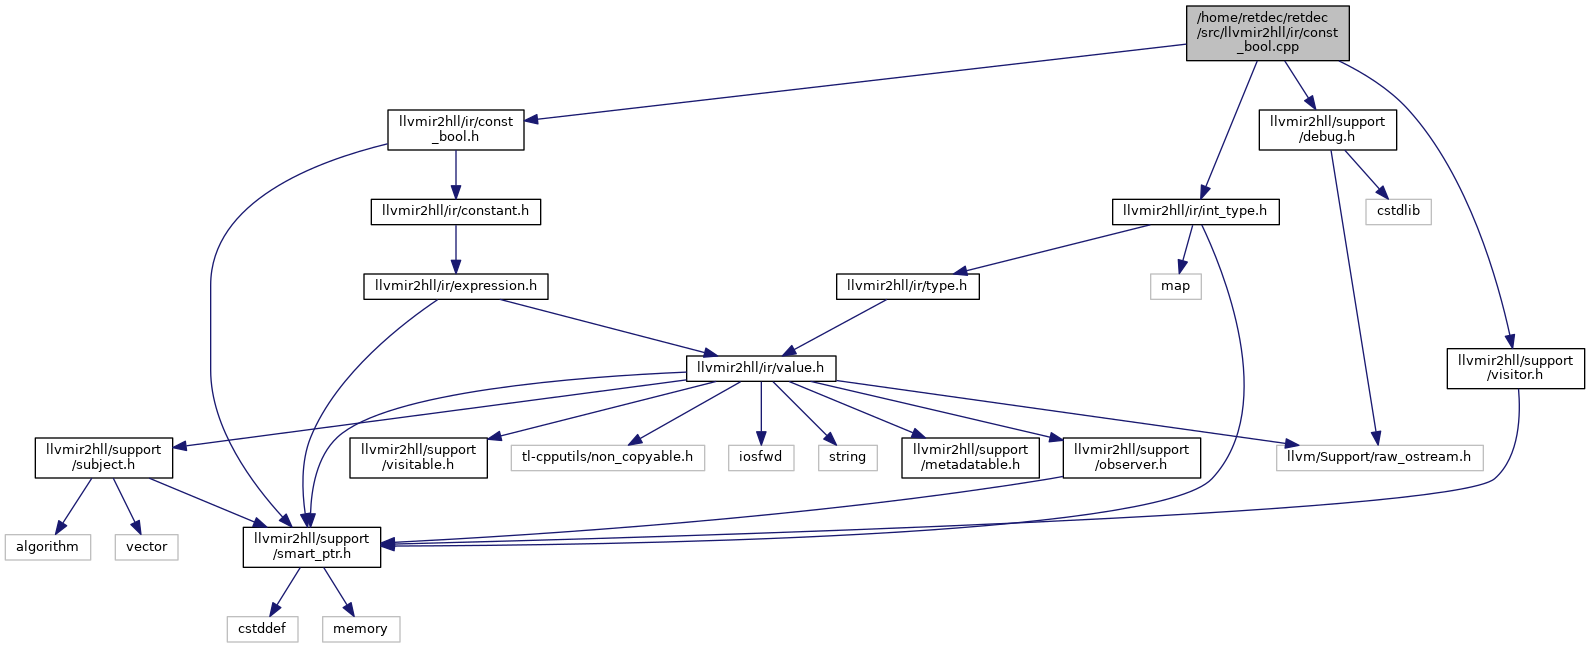 /home/retdec/retdec
/src/llvmir2hll/ir/const
_bool.cpp
llvmir2hll/ir/const
_bool.h
llvmir2hll/support
/debug.h
llvmir2hll/ir/constant.h
llvmir2hll/ir/int_type.h
cstdlib
llvmir2hll/ir/expression.h
llvmir2hll/ir/type.h
map
llvmir2hll/ir/value.h
llvmir2hll/support
/visitor.h
llvmir2hll/support
/subject.h
llvmir2hll/support
/visitable.h
tl-cpputils/non_copyable.h
iosfwd
string
llvmir2hll/support
/metadatable.h
llvmir2hll/support
/observer.h
llvm/Support/raw_ostream.h
algorithm
vector
llvmir2hll/support
/smart_ptr.h
cstddef
memory